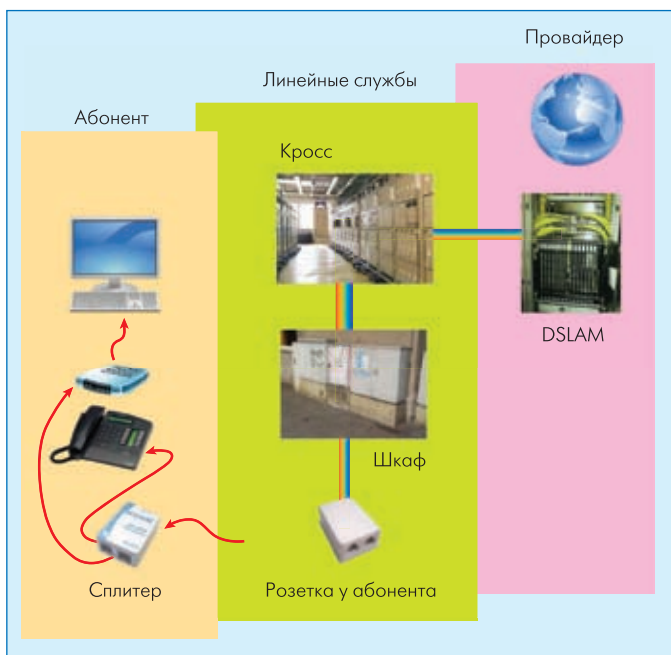 Провайдер
Линейные службы
Абонент
Кросс
DSLAM
Шкаф
Сплитер
Розетка у абонента